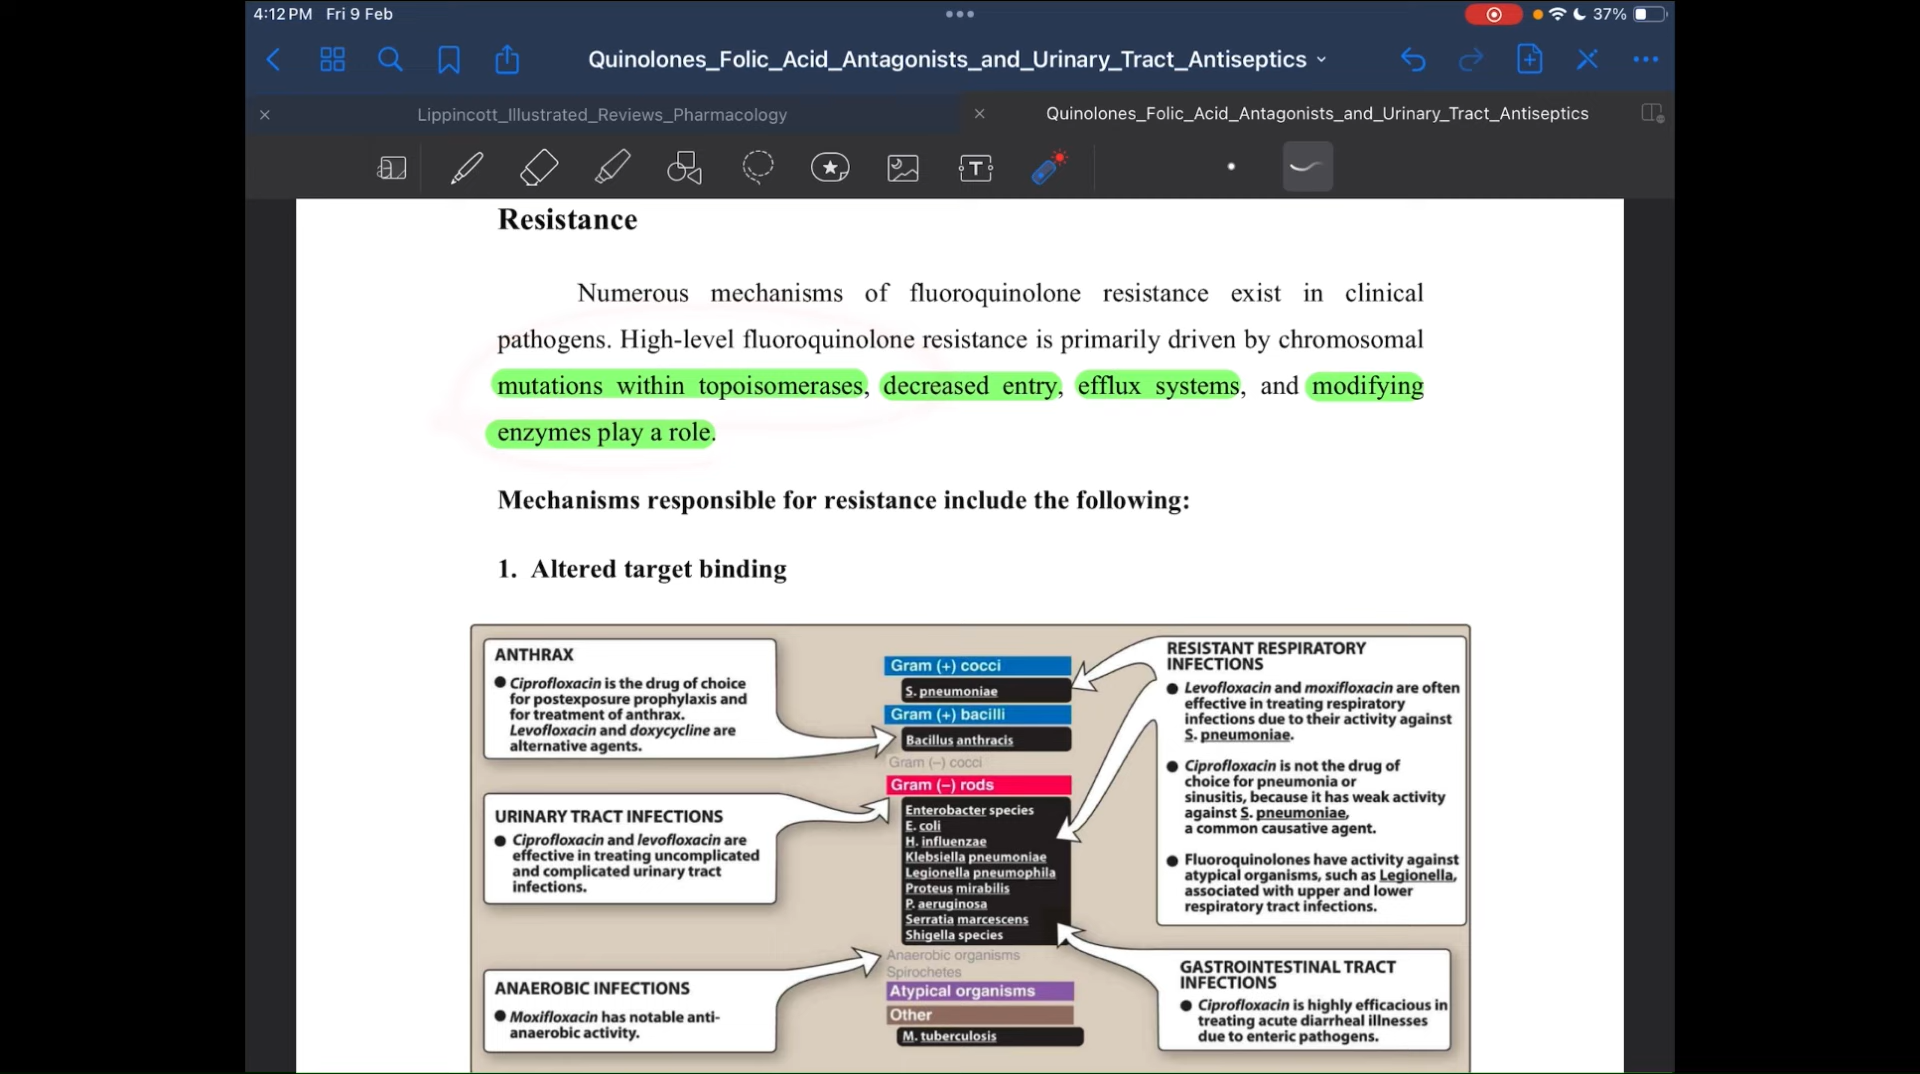 4:12 PM Fri 9 Feb
37%
Quinolones_Folic_Acid_Antagonists_and_Urinary_Tract_Antiseptics
Lippincott_Illustrated_Reviews_Pharmacology
Quinolones_Folic_Acid_Antagonists_and_Urinary_Tract_Antiseptics
T
Resistance
Numerous mechanisms of fluoroquinolone resistance exist in clinical
pathogens. High-level fluoroquinolone resistance is primarily driven by chromosomal
mutations within topoisomerases, decreased entry, efflux systems, and modifying
enzymes play a role.
Mechanisms responsible for resistance include the following:
1. Altered target binding
ANTHRAX
● Ciprofloxacin is the drug of choice
for postexposure prophylaxis and
for treatment of anthrax.
Levofloxacin and doxycycline are
alternative agents.
URINARY TRACT INFECTIONS
● Ciprofloxacin and levofloxacin are
effective in treating uncomplicated
and complicated urinary tract
infections.
ANAEROBIC INFECTIONS
● Moxifloxacin has notable anti-
anaerobic activity.
Gram (+) cocci
S. pneumoniae
Gram (+) bacilli
Bacillus anthracis
Gram (–) cocci
Gram (–) rods
Enterobacter species
E. coli
H. influenzae
Klebsiella pneumoniae
Legionella pneumophila
Proteus mirabilis
P. aeruginosa
Serratia marcescens
Shigella species
Anaerobic organisms
Spirochetes
Atypical organisms
Other
M. tuberculosis
RESISTANT RESPIRATORY
INFECTIONS
● Levofloxacin and moxifloxacin are often
effective in treating respiratory
infections due to their activity against
S. pneumoniae.
● Ciprofloxacin is not the drug of
choice for pneumonia or
sinusitis, because it has weak activity
against S. pneumoniae,
a common causative agent.
● Fluoroquinolones have activity against
atypical organisms, such as Legionella,
associated with upper and lower
respiratory tract infections.
GASTROINTESTINAL TRACT
INFECTIONS
● Ciprofloxacin is highly efficacious in
treating acute diarrheal illnesses
due to enteric pathogens.